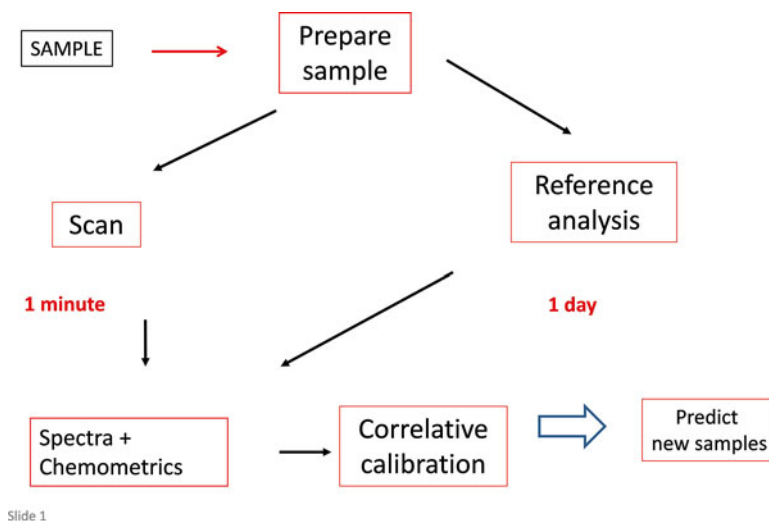 SAMPLE
Prepare
sample
Scan
Reference
analysis
1 minute
1 day
Spectra +
Chemometrics
Correlative
calibration
Predict
new samples
Slide 1